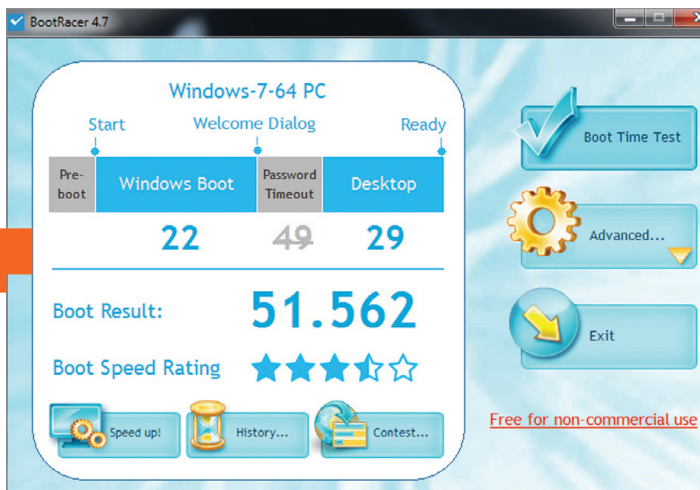 BootRacer 4.7
Windows-7-64 PC
Start Welcome Dialog Ready
Pre-
boot
Windows Boot
Password
Timeout
Desktop
22 49 29
Boot Result: 51.562
Boot Speed Rating
Speed up! History... Contest...
Boot Time Test
Advanced...
Exit
Free for non-commercial use